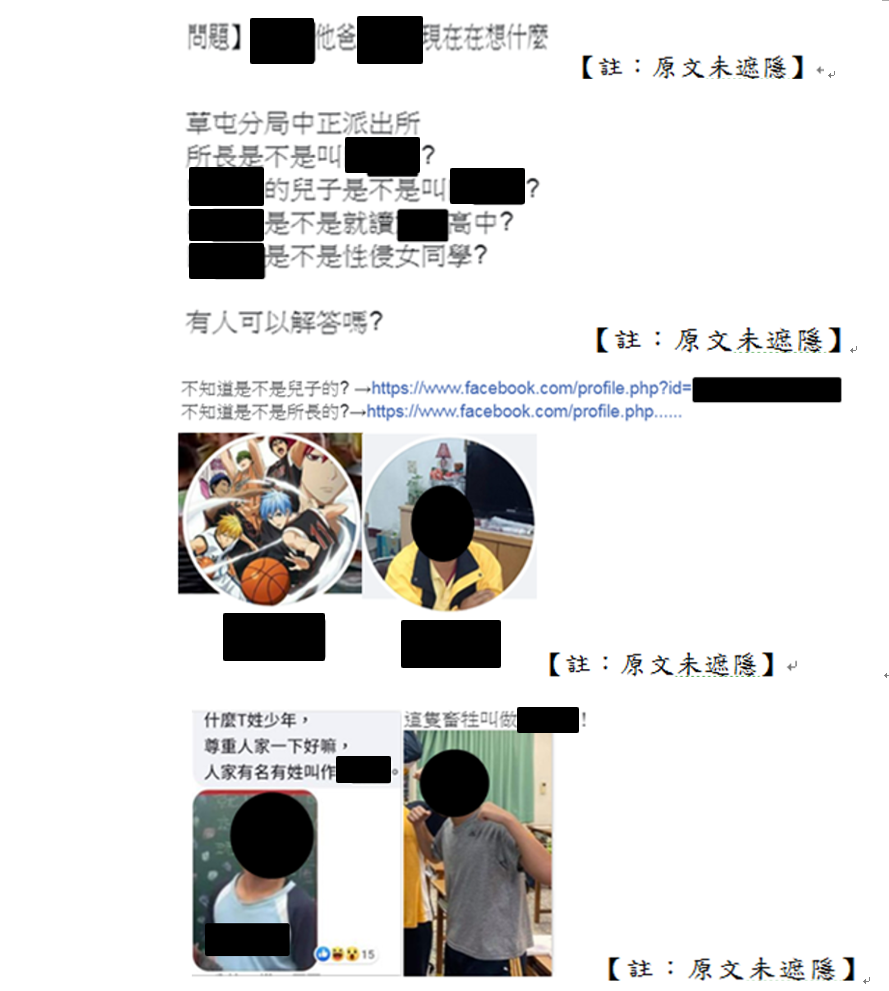 問題】 他爸 現在在想什麼
【註：原文未遮隱】
草屯分局中正派出所
所長是不是叫 ?
的兒子是不是叫 ?
是不是就讀 高中?
是不是性侵女同學?
有人可以解答嗎?
【註：原文未遮隱】
不知道是不是兒子的? →https://www.facebook.com/profile.php?id=
不知道是不是所長的?→https://www.facebook.com/profile.php......
【註：原文未遮隱】
什麼T姓少年，
尊重人家一下好嘛，
人家有名有姓叫作 。
這隻畜牲叫做 !
15
【註：原文未遮隱】